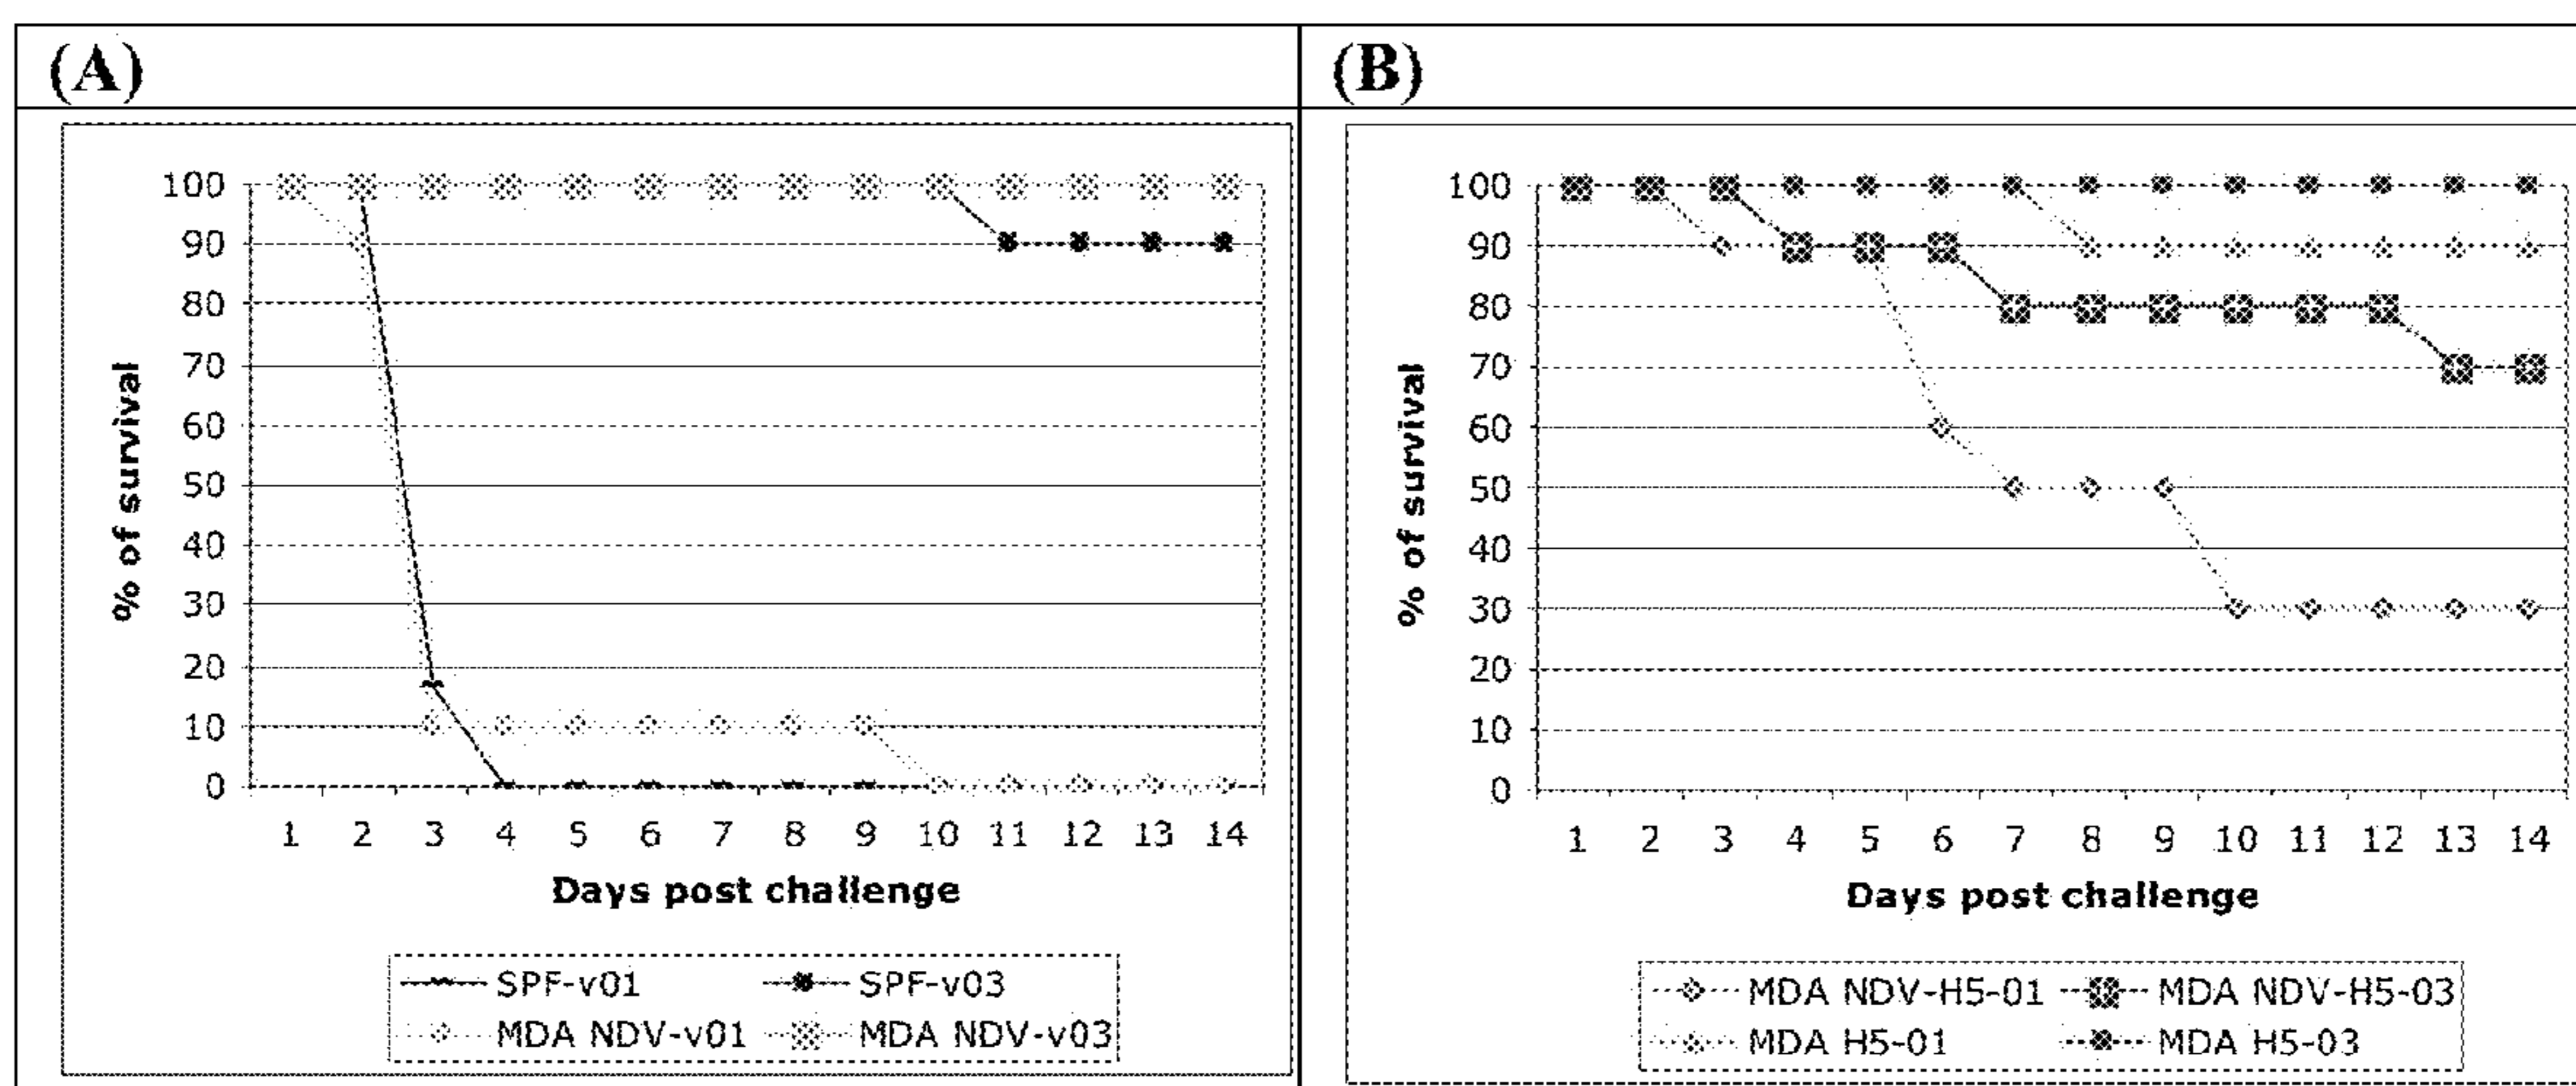 (A)
100
90
80
70
60
50
40
30
20
10
0
% of survival
1 2 3 4 5 6 7 8 9 10 11 12 13 14
Days post challenge
SPF-v01 SPF-v03
MDA NDV-v01 MDA NDV-v03
(B)
100
90
80
70
60
50
40
30
20
10
0
% of survival
1 2 3 4 5 6 7 8 9 10 11 12 13 14
Days post challenge
MDA NDV-H5-01 MDA NDV-H5-03
MDA H5-01 MDA H5-03